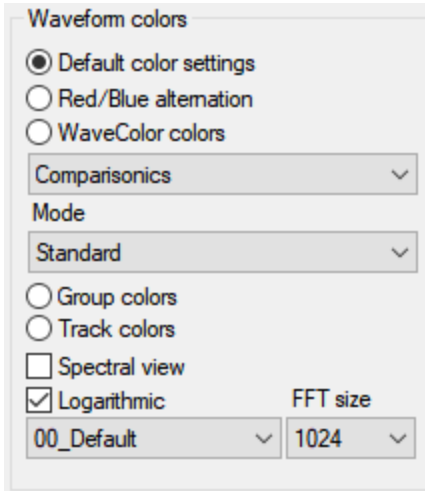 Waveform colors
Default color settings
Red/Blue alternation
WaveColor colors
Comparisonics
Mode
Standard
Group colors
Track colors
Spectral view
Logarithmic FFT size
00_Default 1024